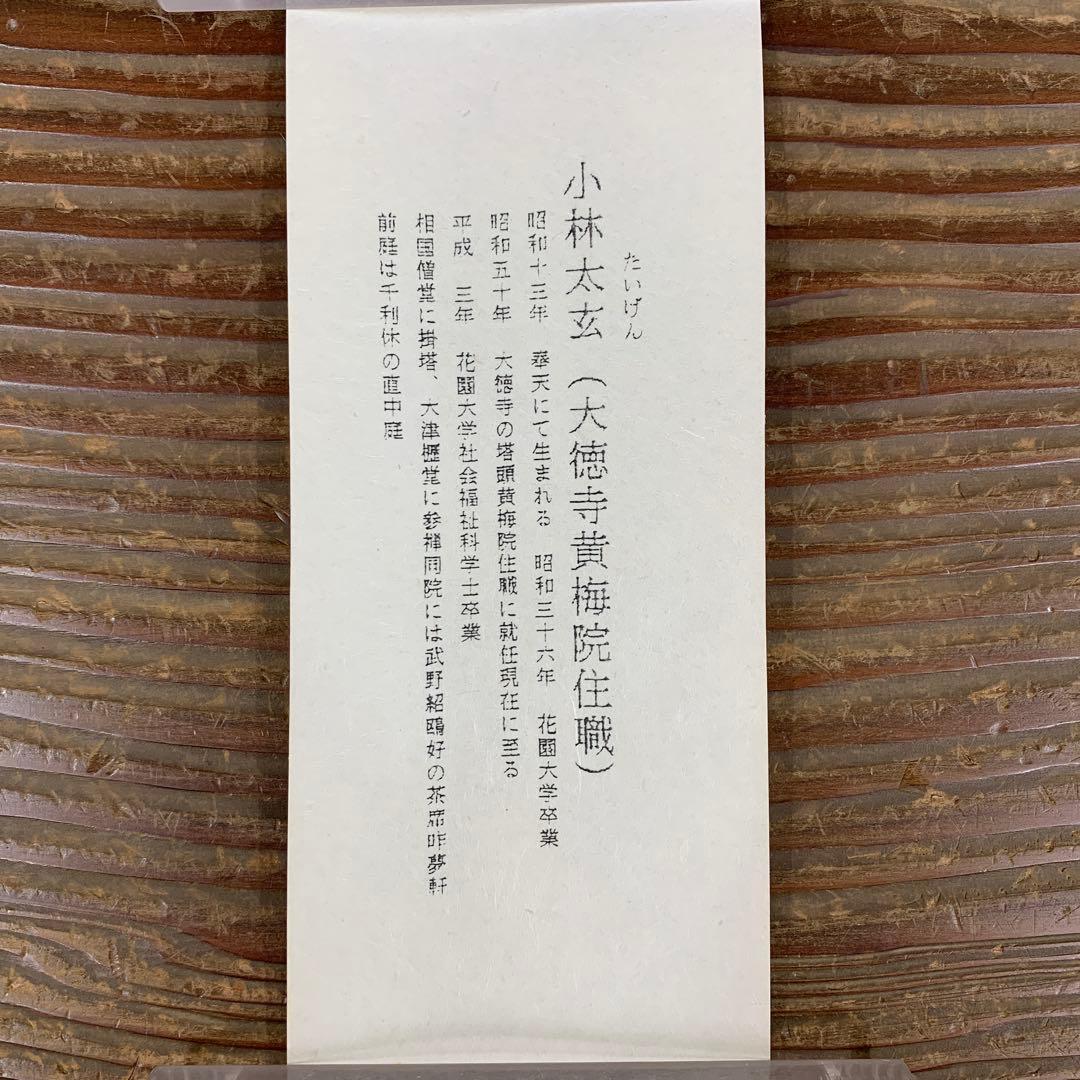 たいげん
小林太玄（大徳寺黄梅院住職）
昭和十三年　奉天にて生まれる　昭和三十六年　花園大学卒業
昭和五十年　大徳寺の塔頭黄梅院住職に就任現在に至る
平成　三年　花園大学社会福祉科学士卒業
相国僧堂に掛塔、大津櫪堂に参禅同院には武野紹鴎好の茶席昨夢軒
前庭は千利休の直中庭